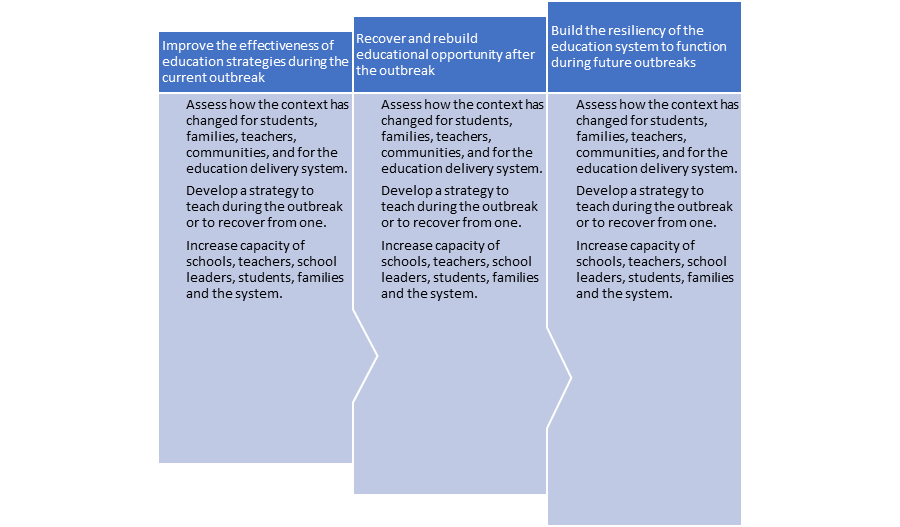 Improve the effectiveness of
education strategies during the
current outbreak
Assess how the context has
changed for students,
families, teachers,
communities, and for the
education delivery system.
Develop a strategy to
teach during the outbreak
or to recover from one.
Increase capacity of
schools, teachers, school
leaders, students, families
and the system.
Recover and rebuild
educational opportunity after
the outbreak
Assess how the context has
changed for students,
families, teachers,
communities, and for the
education delivery system.
Develop a strategy to
teach during the outbreak
or to recover from one.
Increase capacity of
schools, teachers, school
leaders, students, families
and the system.
Build the resiliency of the
education system to function
during future outbreaks
Assess how the context has
changed for students,
families, teachers,
communities, and for the
education delivery system.
Develop a strategy to
teach during the outbreak
or to recover from one.
Increase capacity of
schools, teachers, school
leaders, students, families
and the system.